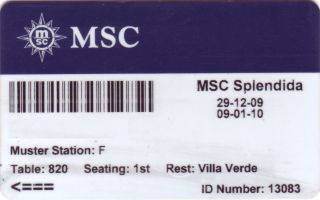 msc MSC
MSC Splendida
29-12-09
09-01-10
Muster Station: F
Table: 820 Seating: 1st Rest: Villa Verde
<=== ID Number: 13083